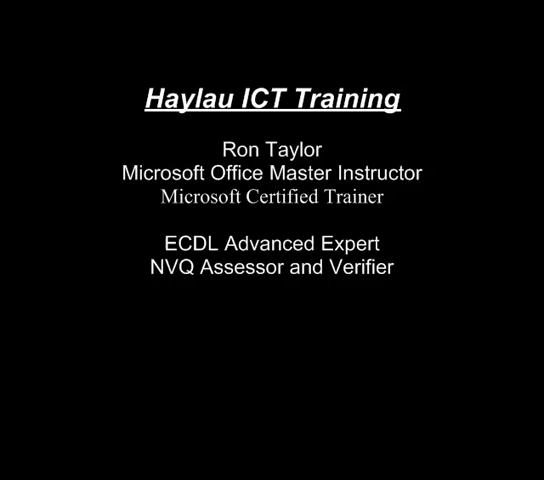 Haylau ICT Training
Ron Taylor
Microsoft Office Master Instructor
Microsoft Certified Trainer
ECDL Advanced Expert
NVQ Assessor and Verifier